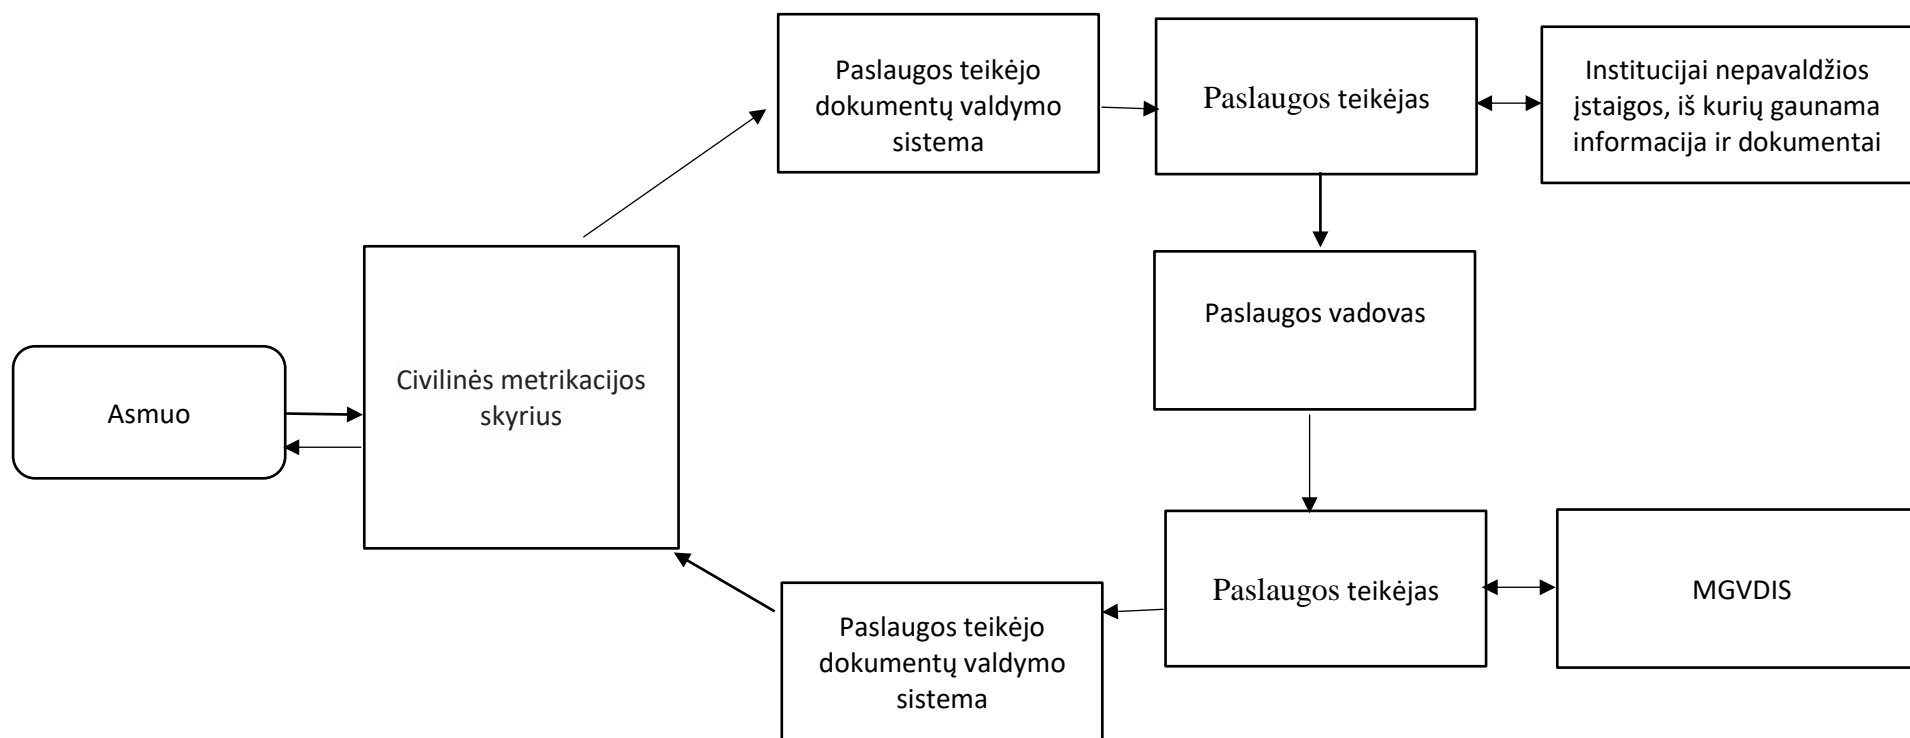 Paslaugos teikėjo
dokumentų valdymo
sistema
Paslaugos teikėjas
Institucijai nepavaldžios
įstaigos, iš kurių gaunama
informacija ir dokumentai
Paslaugos vadovas
Civilinės metrikacijos
skyrius
Asmuo
Paslaugos teikėjas
MGVDIS
Paslaugos teikėjo
dokumentų valdymo
sistema